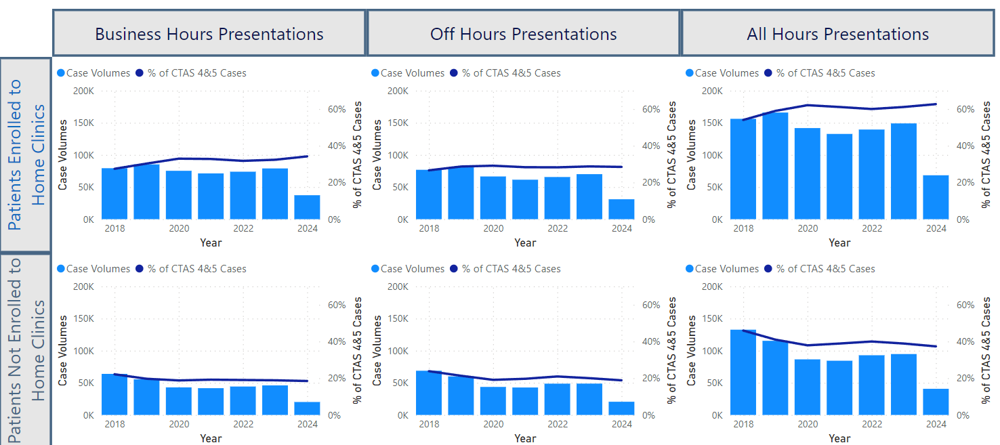 Business Hours Presentations
Off Hours Presentations
All Hours Presentations
Patients Enrolled to
Home Clinics
Case Volumes % of CTAS 4&5 Cases
200K
150K
100K
50K
0K
Case Volumes
60%
40%
20%
0%
% of CTAS 4&5 Cases
2018 2020 2022 2024
Year
Case Volumes % of CTAS 4&5 Cases
200K
150K
100K
50K
0K
Case Volumes
60%
40%
20%
0%
% of CTAS 4&5 Cases
2018 2020 2022 2024
Year
Case Volumes % of CTAS 4&5 Cases
200K
150K
100K
50K
0K
Case Volumes
60%
40%
20%
0%
% of CTAS 4&5 Cases
2018 2020 2022 2024
Year
Patients Not Enrolled to
Home Clinics
Case Volumes % of CTAS 4&5 Cases
200K
150K
100K
50K
0K
Case Volumes
60%
40%
20%
0%
% of CTAS 4&5 Cases
2018 2020 2022 2024
Year
Case Volumes % of CTAS 4&5 Cases
200K
150K
100K
50K
0K
Case Volumes
60%
40%
20%
0%
% of CTAS 4&5 Cases
2018 2020 2022 2024
Year
Case Volumes % of CTAS 4&5 Cases
200K
150K
100K
50K
0K
Case Volumes
60%
40%
20%
0%
% of CTAS 4&5 Cases
2018 2020 2022 2024
Year